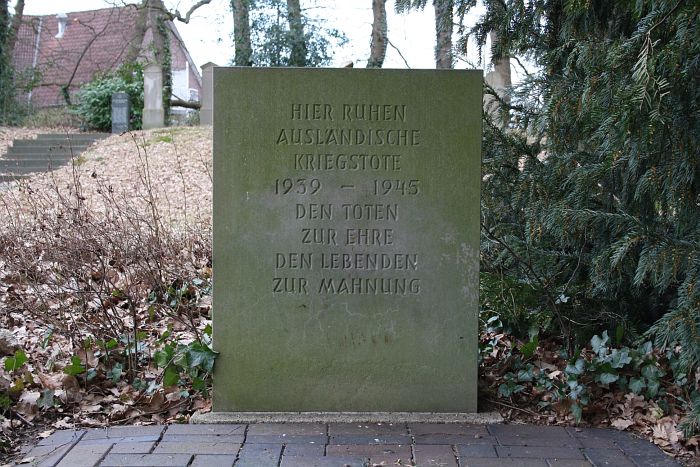 HIER RUHEN
AUSLÄNDISCHE
KRIEGSTOTE
1939 – 1945
DEN TOTEN
ZUR EHRE
DEN LEBENDEN
ZUR MAHNUNG